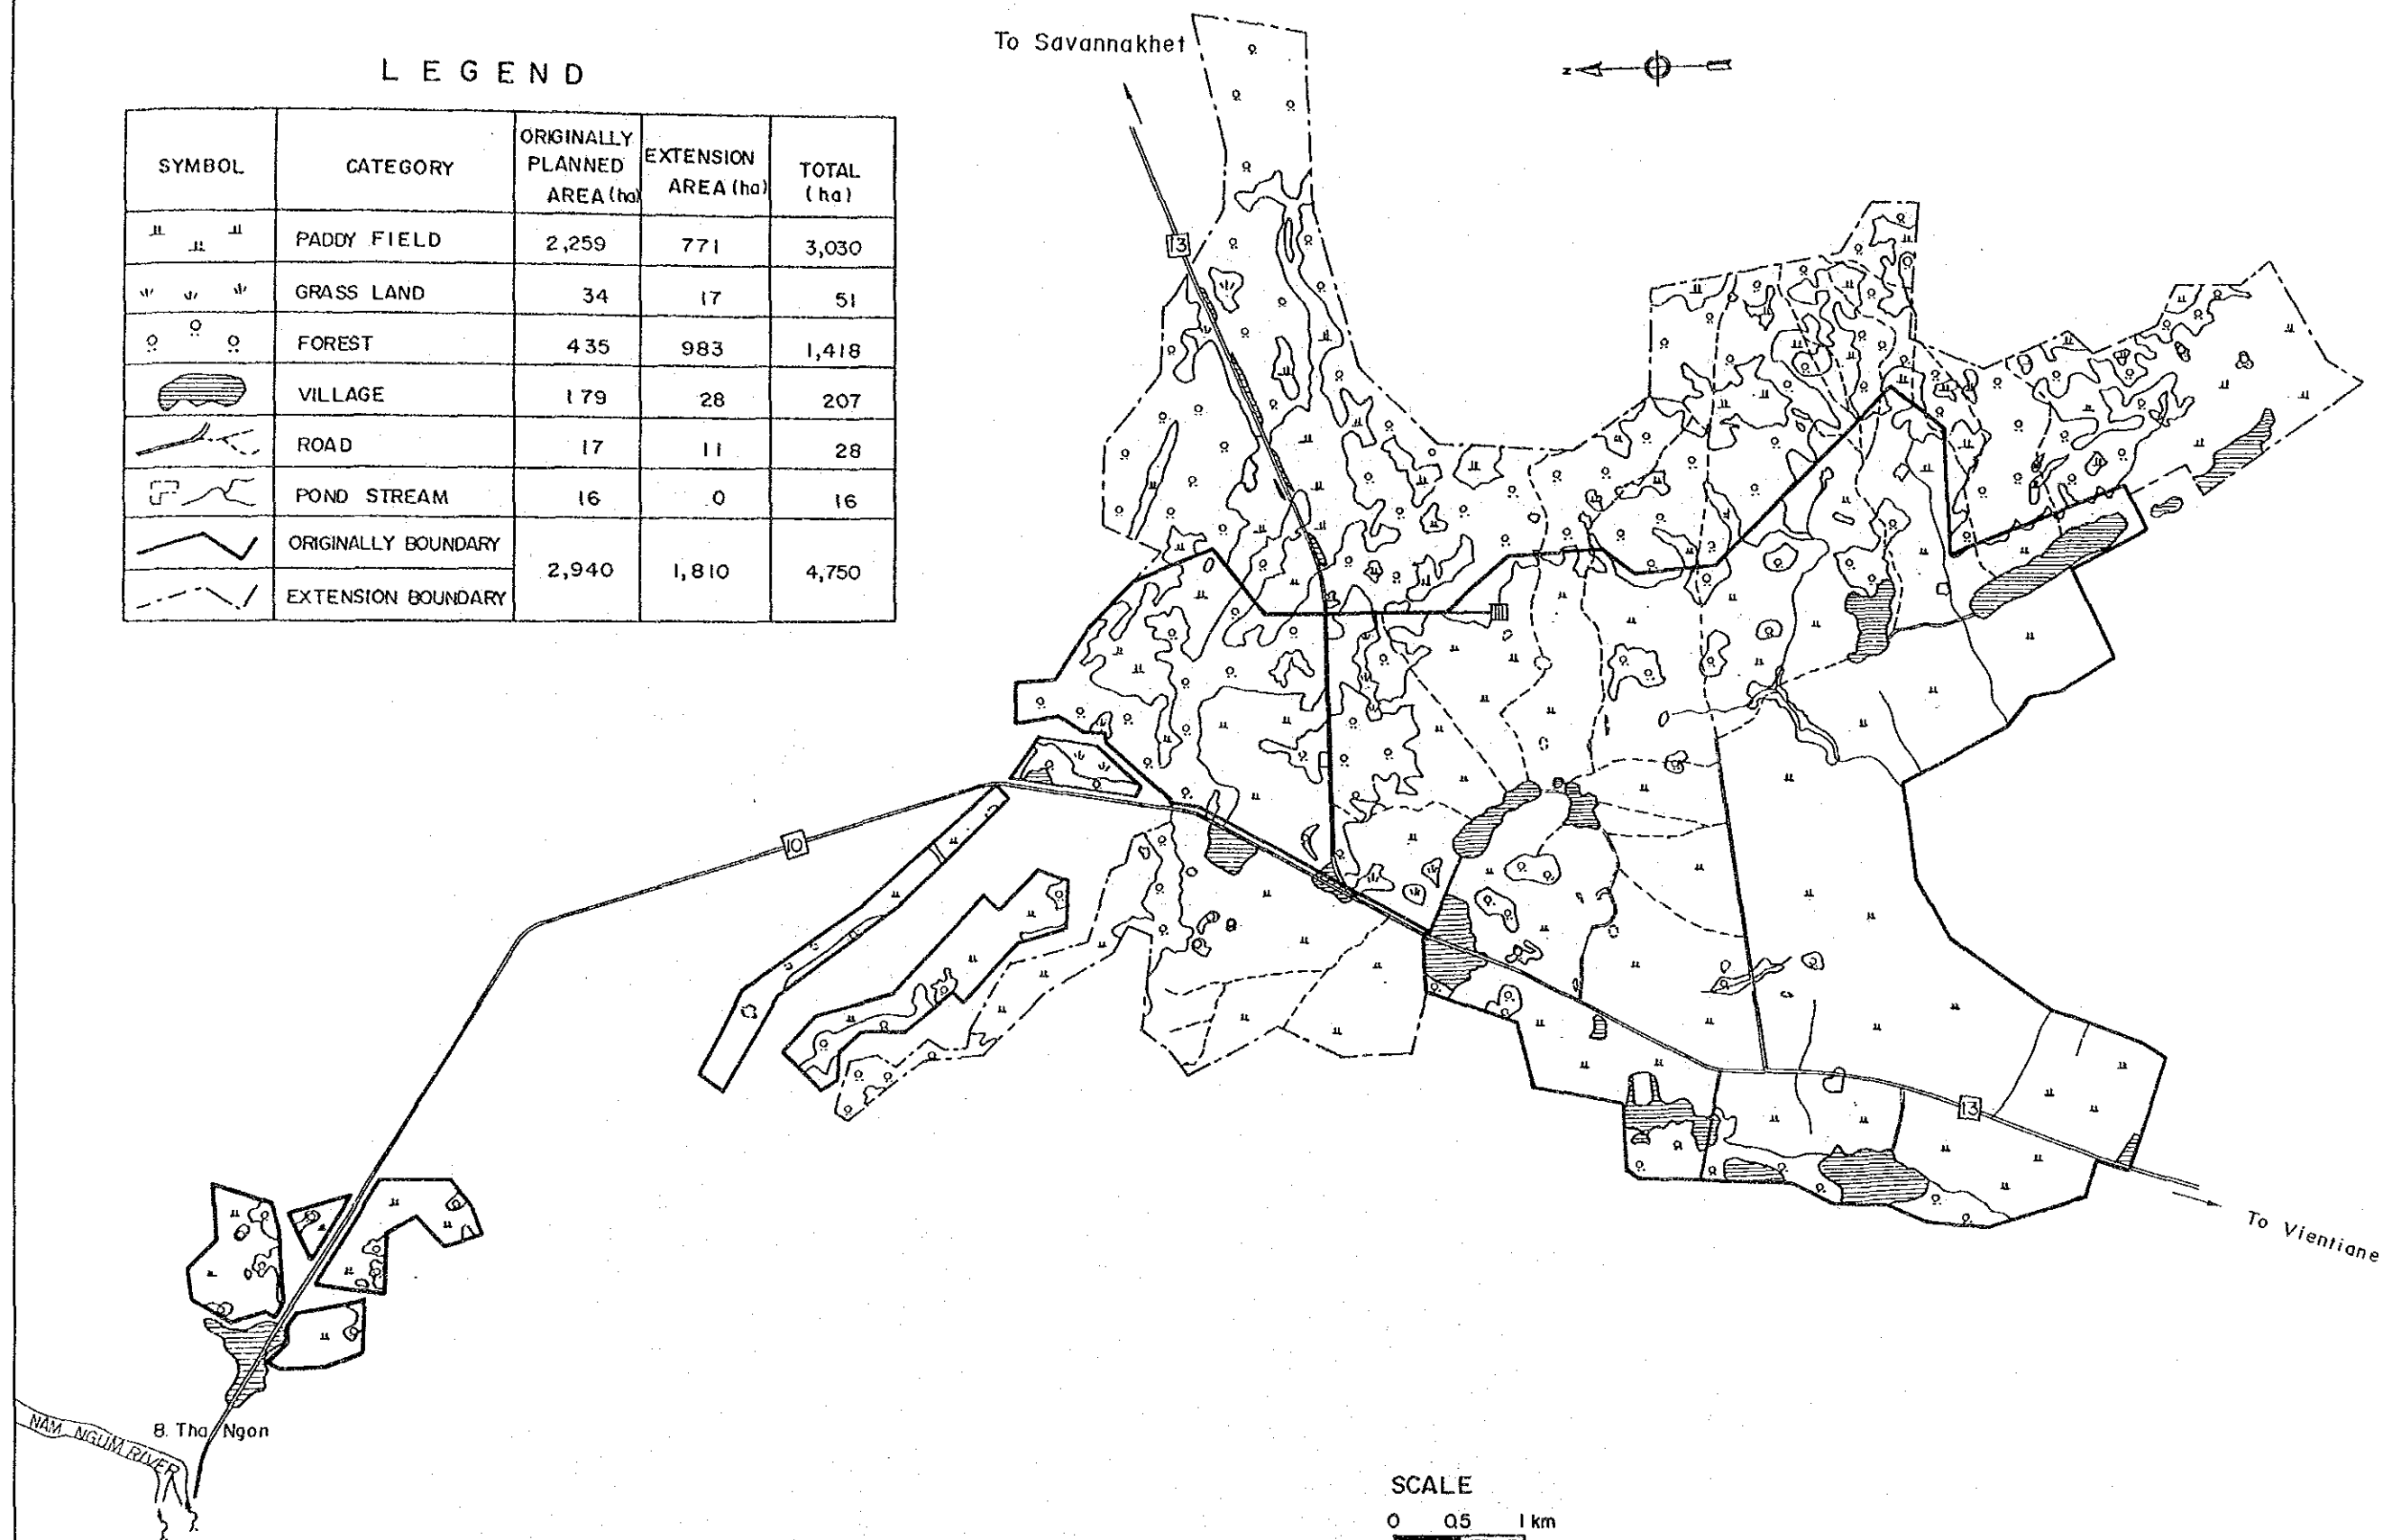 LEGEND
SYMBOL CATEGORY ORIGINALLY PLANNED AREA (ha) EXTENSION AREA (ha) TOTAL (ha)
PADDY FIELD 2,259 771 3,030
GRASS LAND 34 17 51
FOREST 435 983 1,418
VILLAGE 179 28 207
ROAD 17 11 28
POND STREAM 16 0 16
ORIGINALLY BOUNDARY 2,940 1,810 4,750
EXTENSION BOUNDARY
To Savannakhet
N
13
10
13
To Vientiane
B. Tha Ngon
NAM NGUM RIVER
SCALE
0 0.5 1 km